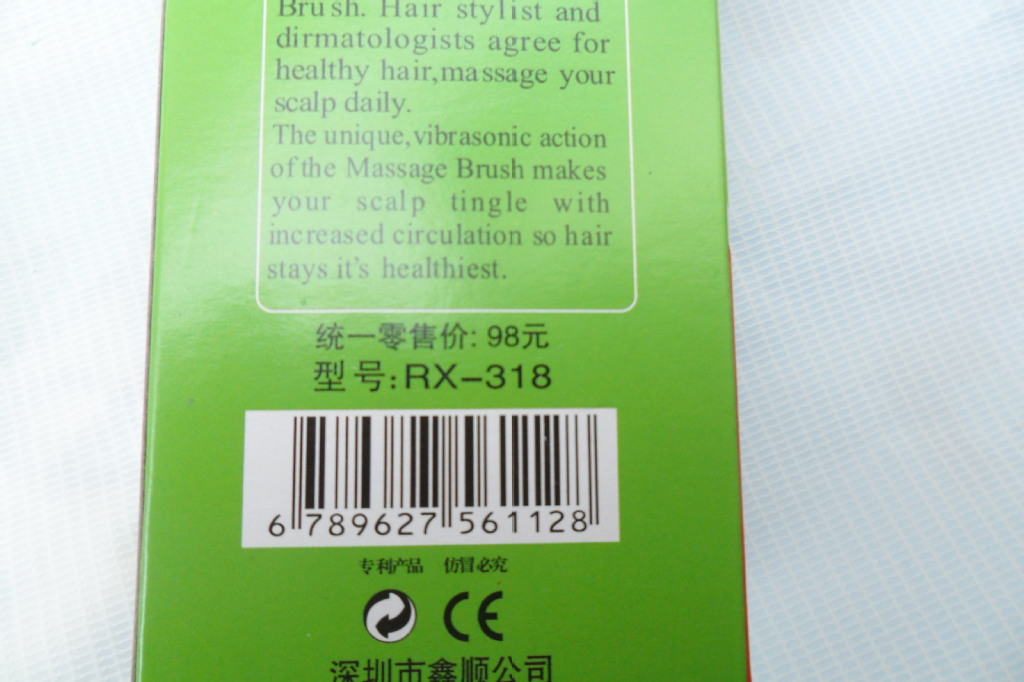 Brush. Hair stylist and
dirmatologists agree for
healthy hair,massage your
scalp daily.
The unique,vibrasonic action
of the Massage Brush makes
your scalp tingle with
increased circulation so hair
stays it's healthiest.
统一零售价: 98元
型号:RX-318
6 789627 561128
专利产品 仿冒必究
CE
深圳市鑫顺公司